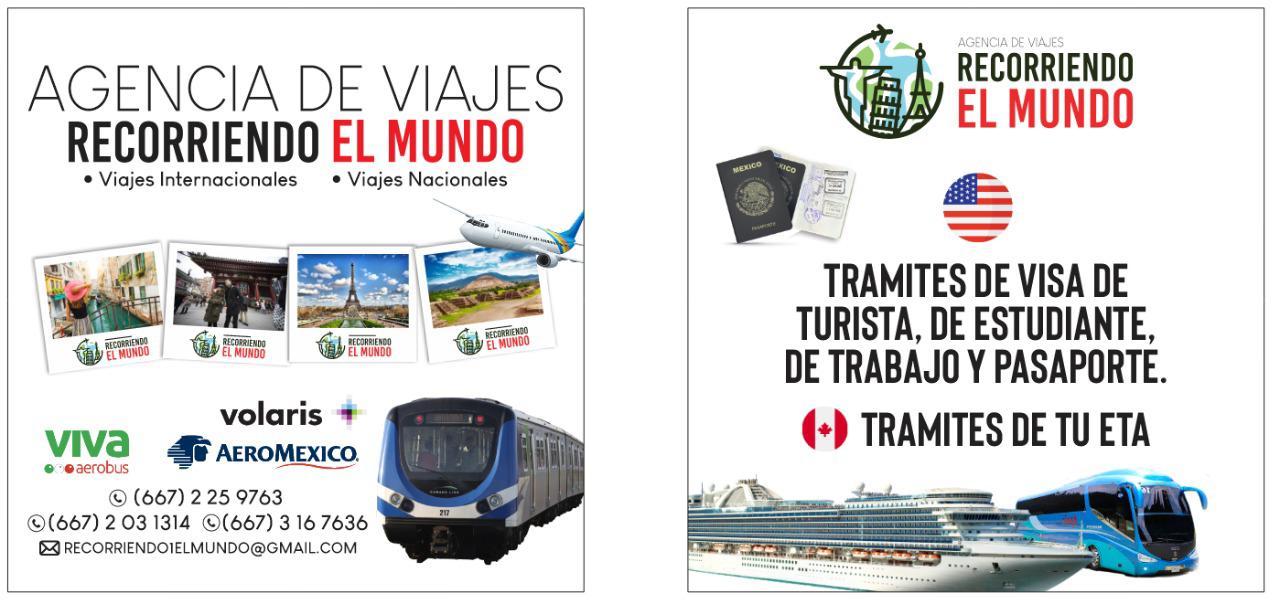 AGENCIA DE VIAJES
RECORRIENDO EL MUNDO
• Viajes Internacionales • Viajes Nacionales
RECORRIENDO
EL MUNDO
RECORRIENDO
EL MUNDO
RECORRIENDO
EL MUNDO
RECORRIENDO
EL MUNDO
volaris
viva
aerobus
AEROMEXICO.
217
(667) 2 25 9763
(667) 2 03 1314 (667) 3 16 7636
RECORRIENDO1ELMUNDO@GMAIL.COM
AGENCIA DE VIAJES
RECORRIENDO
EL MUNDO
MEXICO
PASAPORTE
TRAMITES DE VISA DE
TURISTA, DE ESTUDIANTE,
DE TRABAJO Y PASAPORTE.
TRAMITES DE TU ETA